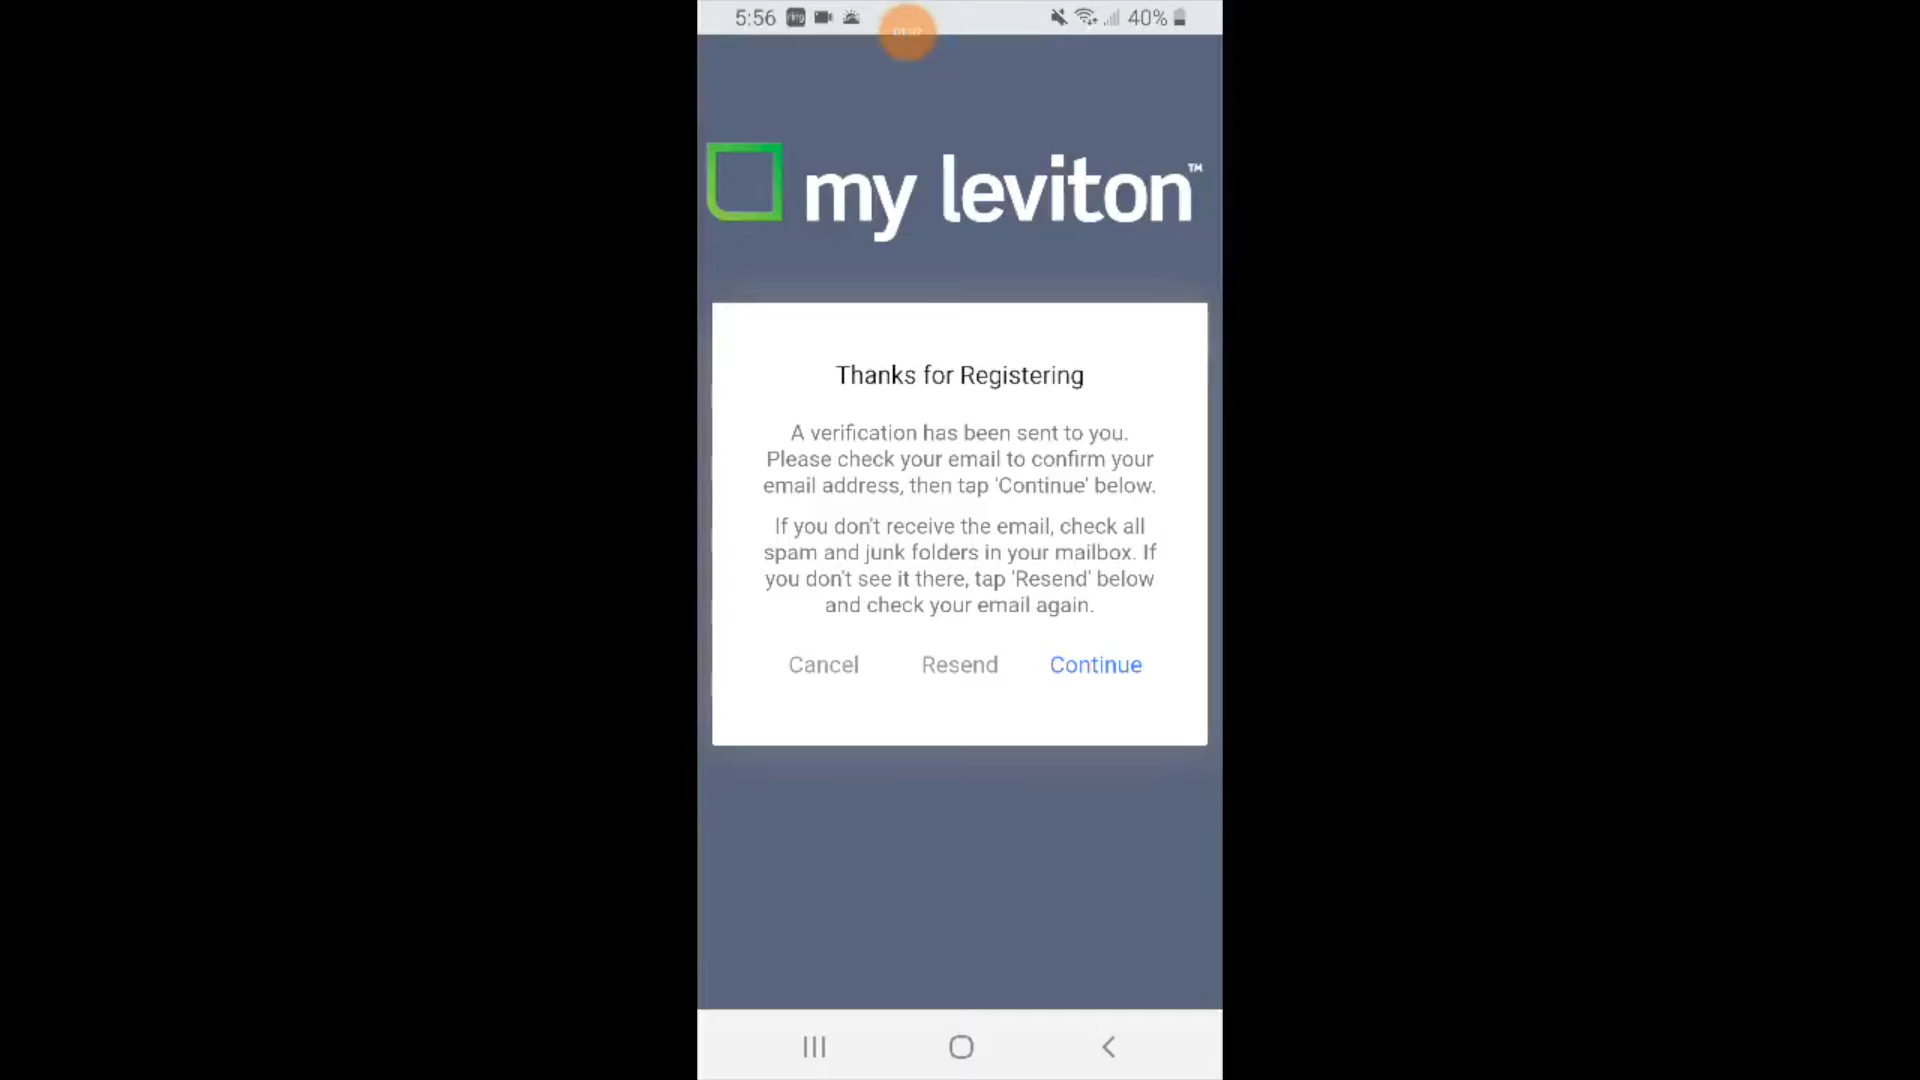 5:56
40%
my leviton™
Thanks for Registering
A verification has been sent to you.
Please check your email to confirm your
email address, then tap 'Continue' below.
If you don't receive the email, check all
spam and junk folders in your mailbox. If
you don't see it there, tap 'Resend' below
and check your email again.
Cancel Resend Continue